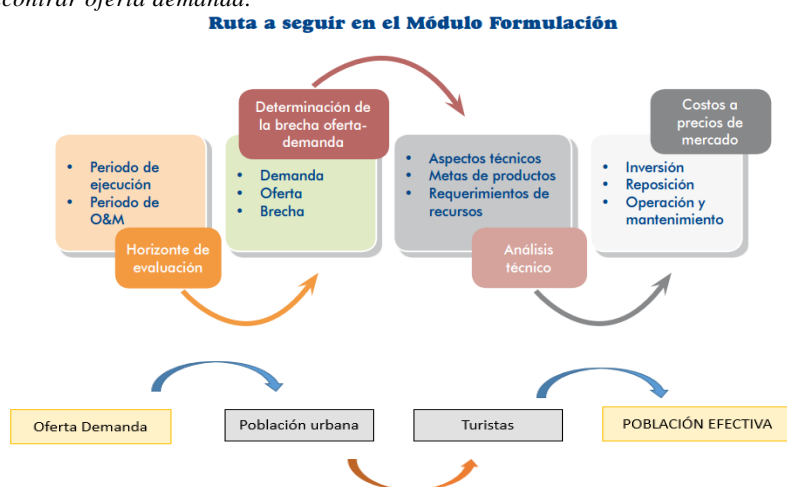 contrar oferta demanda.
Ruta a seguir en el Módulo Formulación
Determinación de
la brecha oferta-
demanda
Costos a
precios de
mercado
• Periodo de
ejecución
• Periodo de
O&M
• Demanda
• Oferta
• Brecha
• Aspectos técnicos
• Metas de productos
• Requerimientos de
recursos
• Inversión
• Reposición
• Operación y
mantenimiento
Horizonte de
evaluación
Análisis
técnico
Oferta Demanda
Población urbana
Turistas
POBLACIÓN EFECTIVA